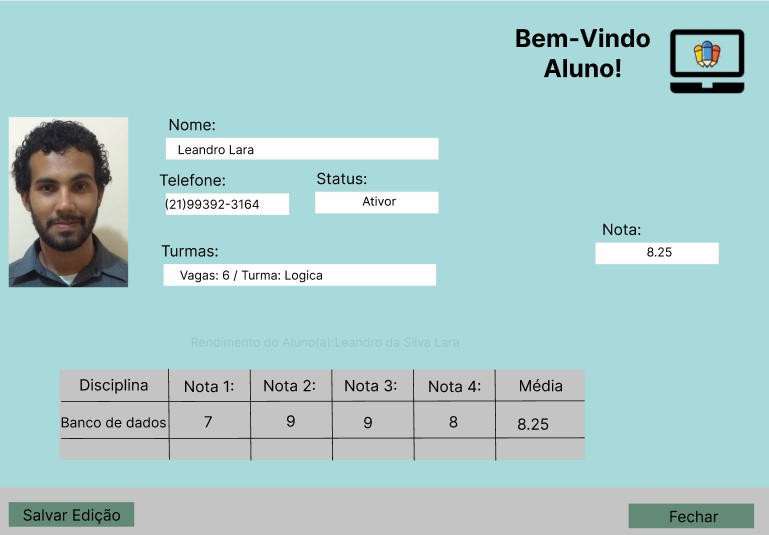 Bem-Vindo
Aluno!
Nome:
Leandro Lara
Telefone:
Status:
(21)99392-3164
Ativor
Nota:
8.25
Turmas:
Vagas: 6 / Turma: Logica
Rendimento do Aluno(a):Leandro da Silva Lara
Disciplina Nota 1: Nota 2: Nota 3: Nota 4: Média
Banco de dados 7 9 9 8 8.25
Salvar Edição
Fechar